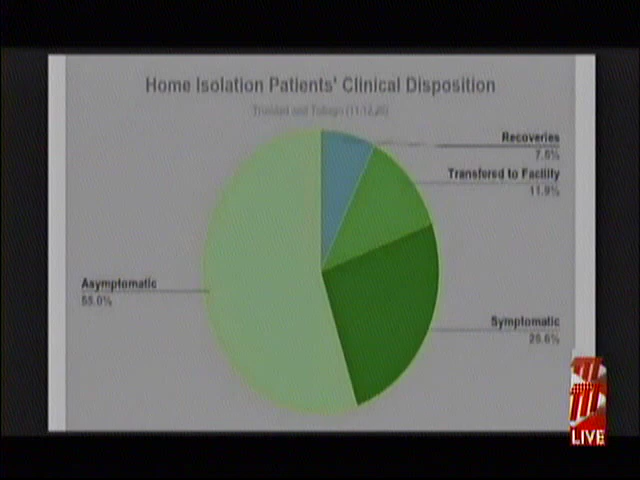 Home Isolation Patients' Clinical Disposition
Trinidad and Tobago (11.12.20)
Recoveries
7.5%
Transfered to Facility
11.9%
Asymptomatic
55.0%
Symptomatic
25.6%
LIVE